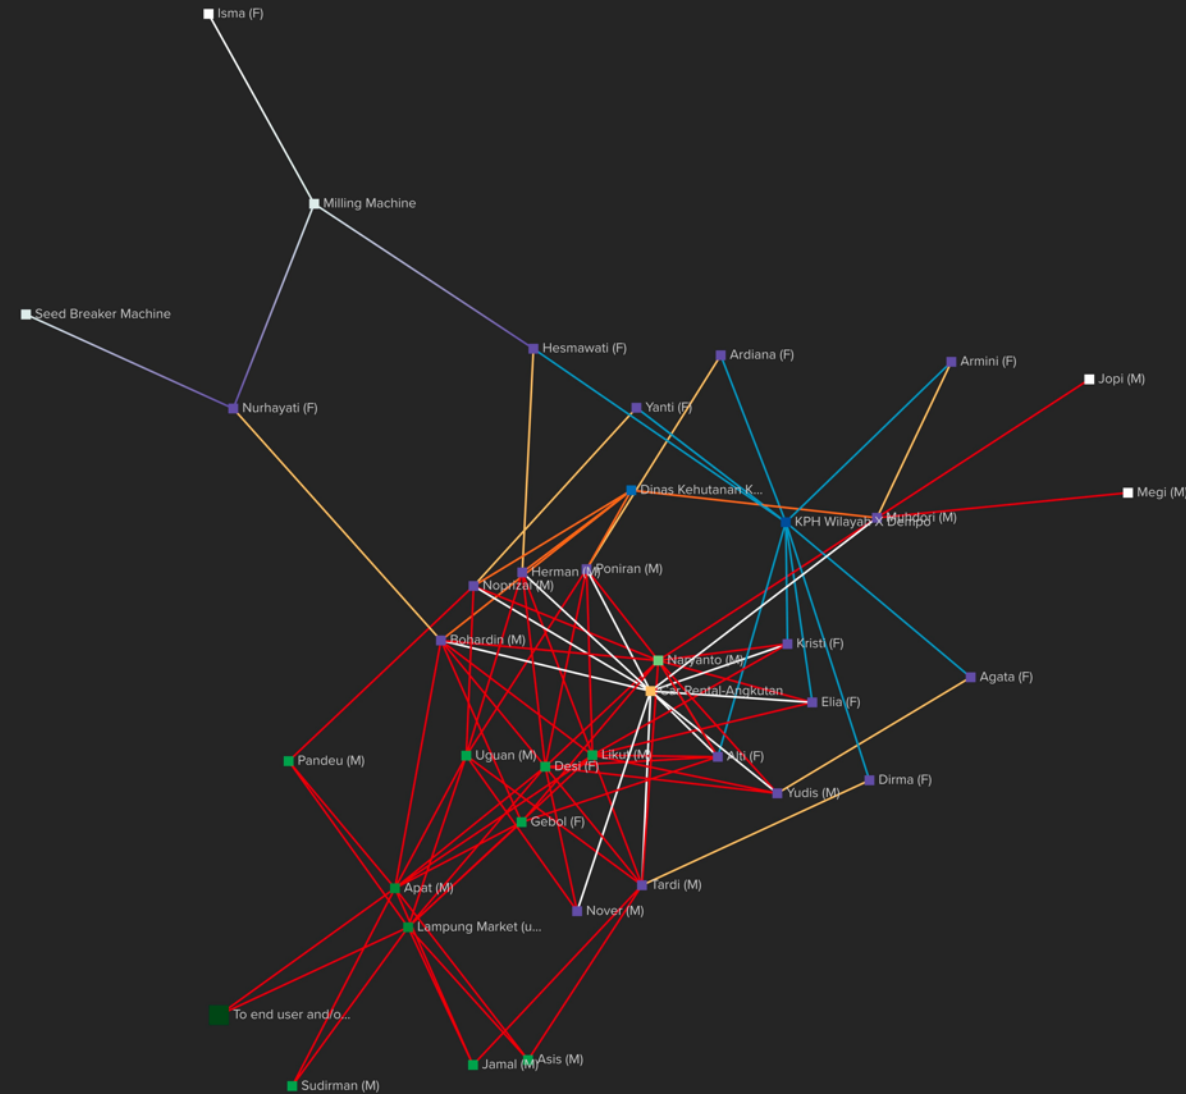 Isma (F)
Milling Machine
Seed Breaker Machine
Hesmawati (F)
Ardiana (F)
Armini (F)
Jopi (M)
Nurhayati (F)
Yanti (F)
Dinas Kehutanan K...
Megi (M)
KPH Wilayah X Dempo
Muhdori (M)
Herman (M)
Poniran (M)
Noprizal (M)
Bohardin (M)
Kristi (F)
Naryanto (M)
Agata (F)
Car Rental-Angkutan
Elia (F)
Pandeu (M)
Uguan (M)
Likut (M)
Desi (F)
Alti (F)
Yudis (M)
Dirma (F)
Gebol (F)
Apat (M)
Tardi (M)
Nover (M)
Lampung Market (u...
To end user and/o...
Jamal (M)
Asis (M)
Sudirman (M)